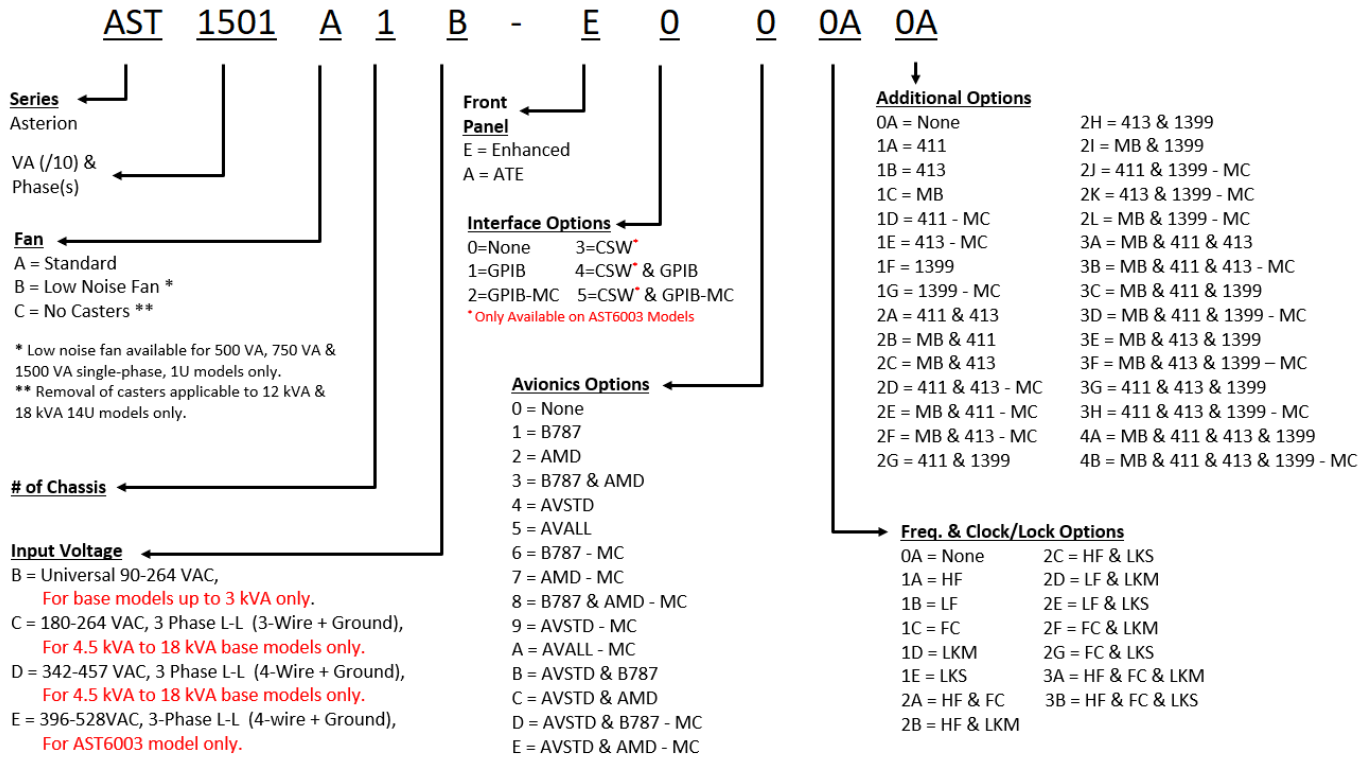 AST 1501 A 1 B - E 0 0 0A 0A
Series
Asterion
VA (/10) &
Phase(s)
Fan
A = Standard
B = Low Noise Fan *
C = No Casters **
* Low noise fan available for 500 VA, 750 VA &
1500 VA single-phase, 1U models only.
** Removal of casters applicable to 12 kVA &
18 kVA 14U models only.
# of Chassis
Input Voltage
B = Universal 90-264 VAC,
For base models up to 3 kVA only.
C = 180-264 VAC, 3 Phase L-L (3-Wire + Ground),
For 4.5 kVA to 18 kVA base models only.
D = 342-457 VAC, 3 Phase L-L (4-Wire + Ground),
For 4.5 kVA to 18 kVA base models only.
E = 396-528VAC, 3-Phase L-L (4-wire + Ground),
For AST6003 model only.
Front
Panel
E = Enhanced
A = ATE
Interface Options
0=None 3=CSW*
1=GPIB 4=CSW* & GPIB
2=GPIB-MC 5=CSW* & GPIB-MC
* Only Available on AST6003 Models
Avionics Options
0 = None
1 = B787
2 = AMD
3 = B787 & AMD
4 = AVSTD
5 = AVALL
6 = B787 - MC
7 = AMD - MC
8 = B787 & AMD - MC
9 = AVSTD - MC
A = AVALL - MC
B = AVSTD & B787
C = AVSTD & AMD
D = AVSTD & B787 - MC
E = AVSTD & AMD - MC
Additional Options
0A = None
1A = 411
1B = 413
1C = MB
1D = 411 - MC
1E = 413 - MC
1F = 1399
1G = 1399 - MC
2A = 411 & 413
2B = MB & 411
2C = MB & 413
2D = 411 & 413 - MC
2E = MB & 411 - MC
2F = MB & 413 - MC
2G = 411 & 1399
2H = 413 & 1399
2I = MB & 1399
2J = 411 & 1399 - MC
2K = 413 & 1399 - MC
2L = MB & 1399 - MC
3A = MB & 411 & 413
3B = MB & 411 & 413 - MC
3C = MB & 411 & 1399
3D = MB & 411 & 1399 - MC
3E = MB & 413 & 1399
3F = MB & 413 & 1399 – MC
3G = 411 & 413 & 1399
3H = 411 & 413 & 1399 - MC
4A = MB & 411 & 413 & 1399
4B = MB & 411 & 413 & 1399 - MC
Freq. & Clock/Lock Options
0A = None
1A = HF
1B = LF
1C = FC
1D = LKM
1E = LKS
2A = HF & FC
2B = HF & LKM
2C = HF & LKS
2D = LF & LKM
2E = LF & LKS
2F = FC & LKM
2G = FC & LKS
3A = HF & FC & LKM
3B = HF & FC & LKS